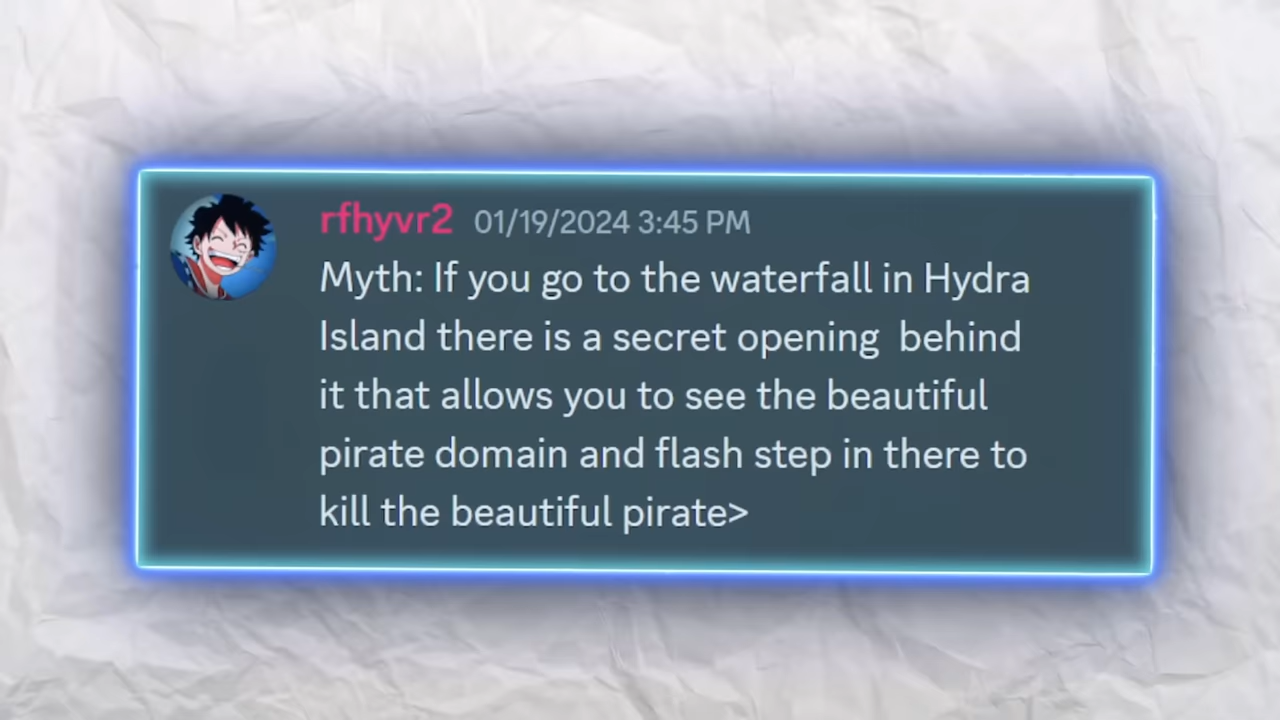 rfhyvr2 01/19/2024 3:45 PM
Myth: If you go to the waterfall in Hydra
Island there is a secret opening  behind
it that allows you to see the beautiful
pirate domain and flash step in there to
kill the beautiful pirate>